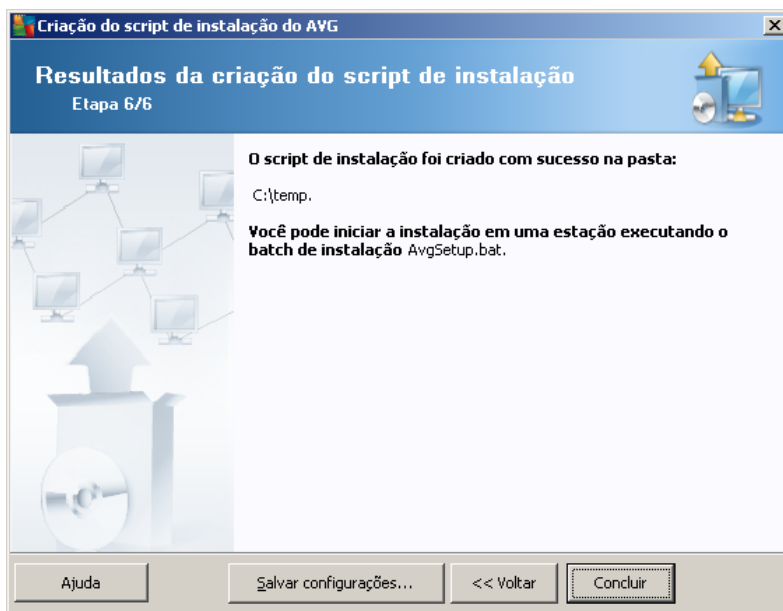 Criação do script de instalação do AVG
Resultados da criação do script de instalação
Etapa 6/6
O script de instalação foi criado com sucesso na pasta:
C:\temp.
Você pode iniciar a instalação em uma estação executando o
batch de instalação AvgSetup.bat.
Ajuda
Salvar configurações...
<< Voltar
Concluir